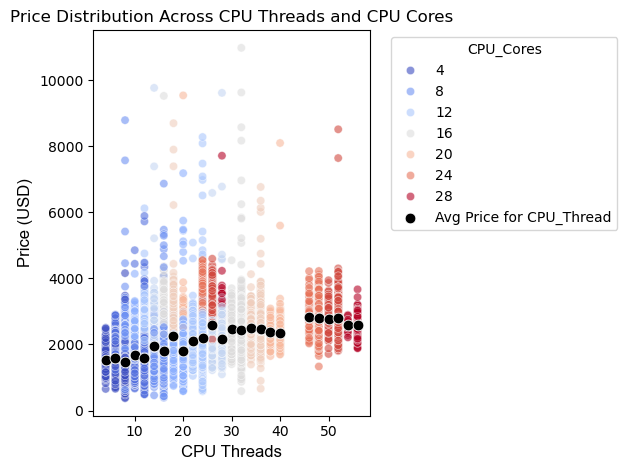 Price Distribution Across CPU Threads and CPU Cores
CPU_Cores
4
8
12
16
20
24
28
Avg Price for CPU_Thread
10000
8000
6000
4000
2000
0
Price (USD)
10 20 30 40 50
CPU Threads